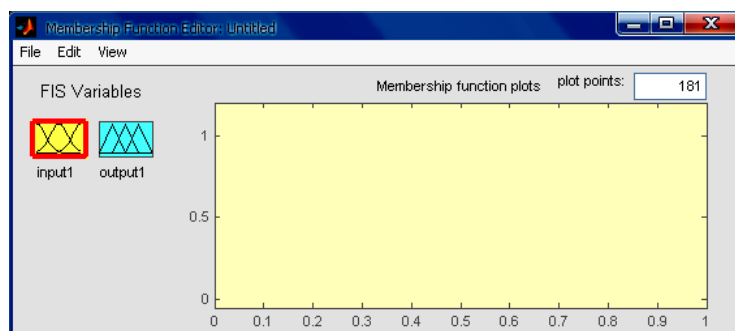 Membership Function Editor: Untitled
File Edit View
FIS Variables
Membership function plots plot points: 181
input1 output1
1
0.5
0
0 0.1 0.2 0.3 0.4 0.5 0.6 0.7 0.8 0.9 1